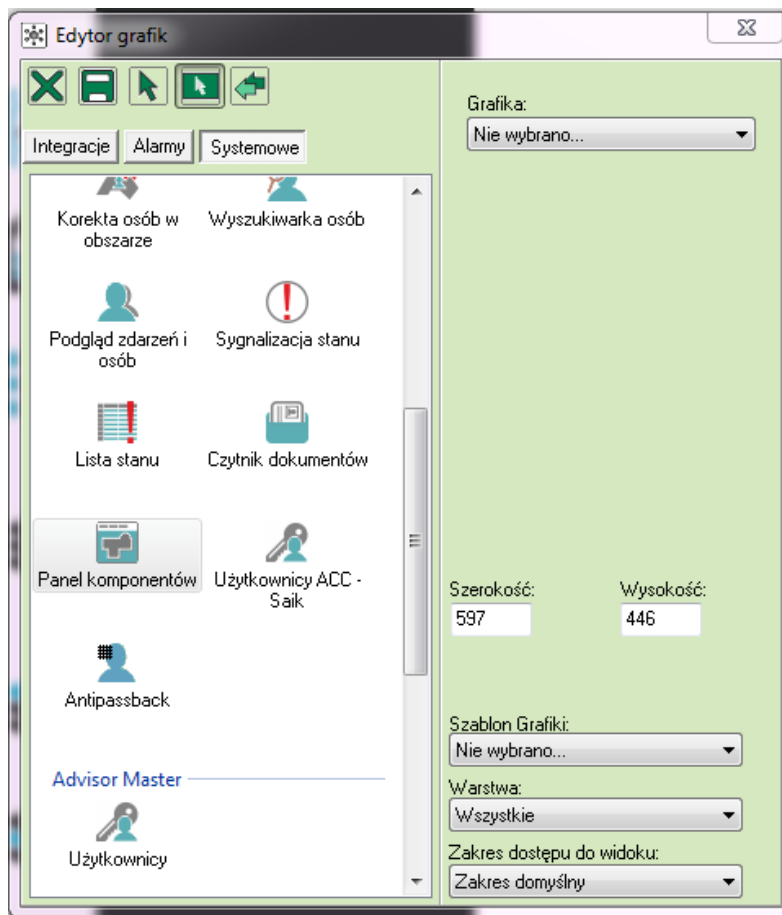 Edytor grafik
Integracje
Alarmy
Systemowe
Korekta osób w
obszarze
Wyszukiwarka osób
Podgląd zdarzeń i
osób
Sygnalizacja stanu
Lista stanu
Czytnik dokumentów
Panel komponentów
Użytkownicy ACC -
Saik
Antipassback
Advisor Master
Użytkownicy
Grafika:
Nie wybrano...
Szerokość:
Wysokość:
597
446
Szablon Grafiki:
Nie wybrano...
Warstwa:
Wszystkie
Zakres dostępu do widoku:
Zakres domyślny